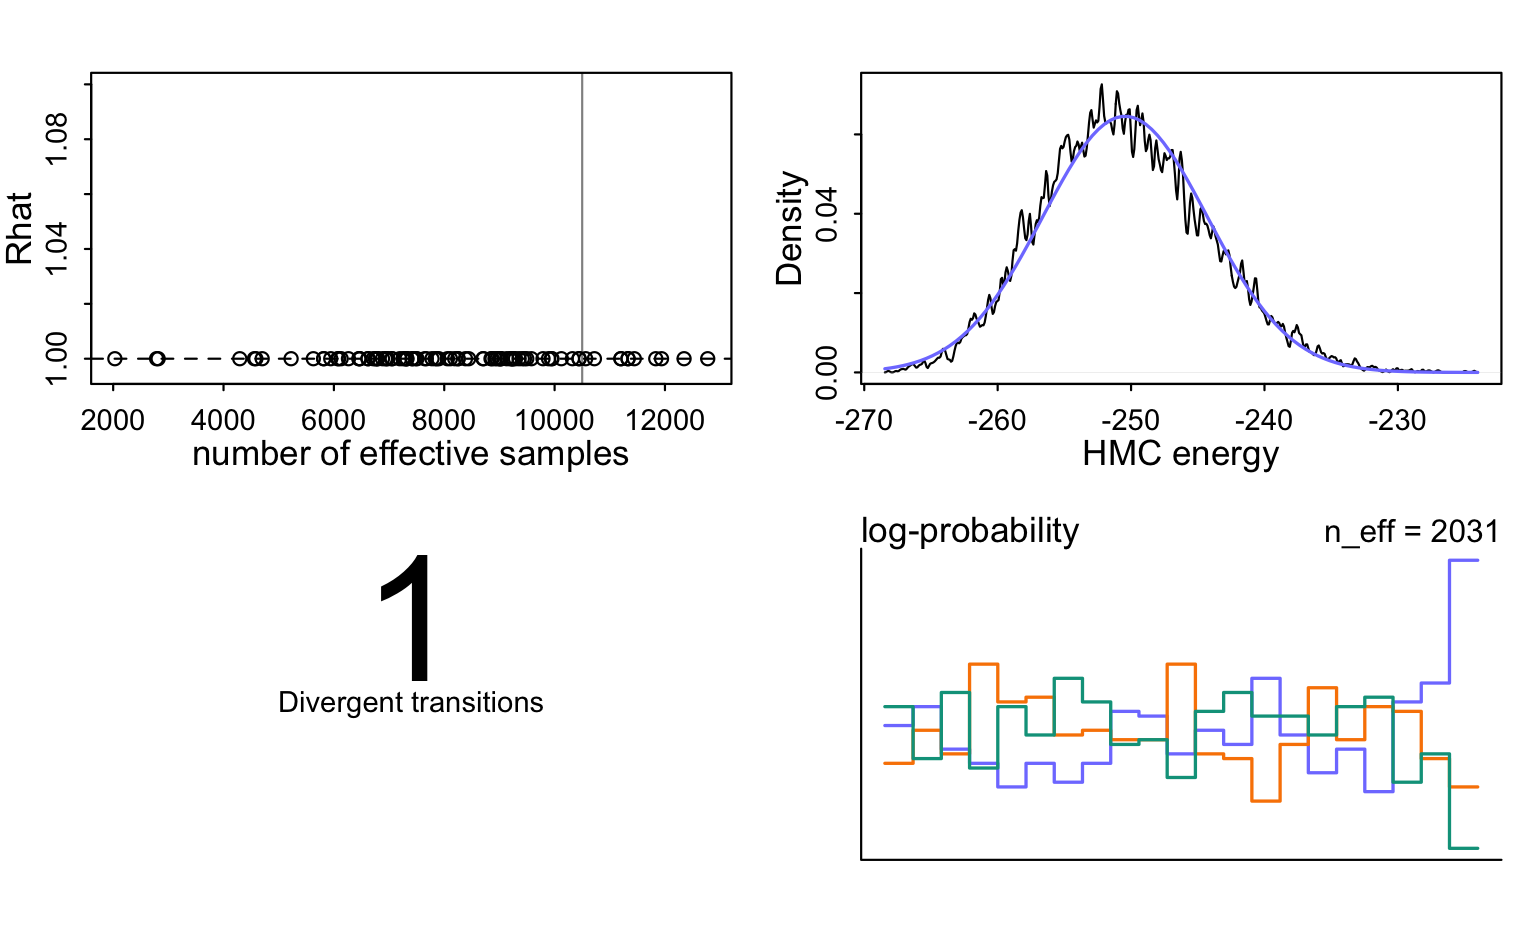 Rhat
1.08
1.04
1.00
2000 4000 6000 8000 10000 12000
number of effective samples
Density
0.04
0.00
-270 -260 -250 -240 -230
HMC energy
1
Divergent transitions
log-probability n_eff = 2031